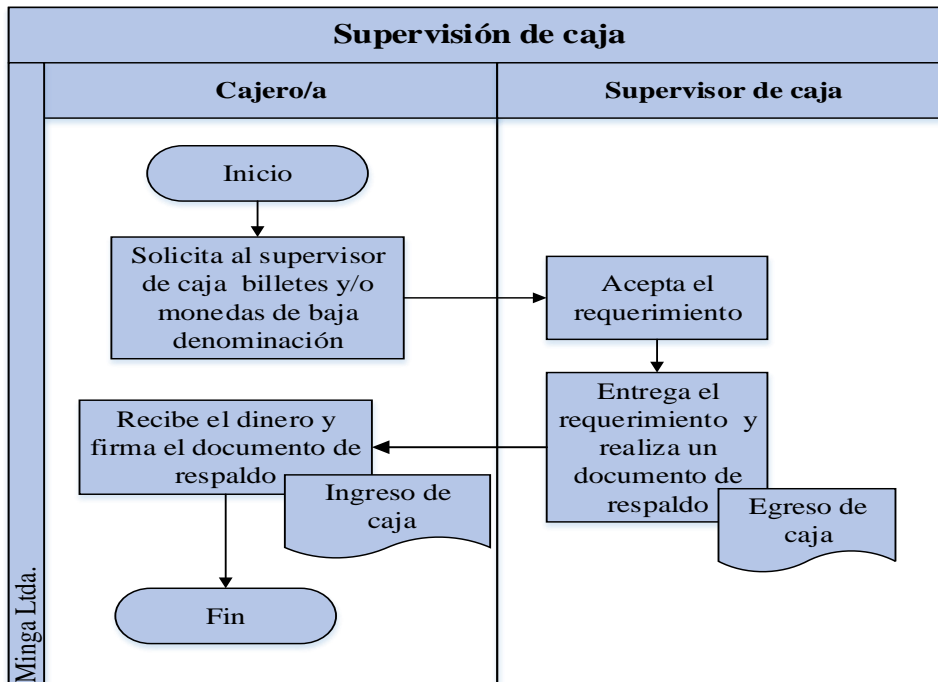 Supervisión de caja
Cajero/a
Supervisor de caja
Inicio
Solicita al supervisor
de caja billetes y/o
monedas de baja
denominación
Acepta el
requerimiento
Entrega el
requerimiento y
realiza un
documento de
respaldo
Egreso de
caja
Recibe el dinero y
firma el documento de
respaldo
Ingreso de
caja
Fin
Minga Ltda.